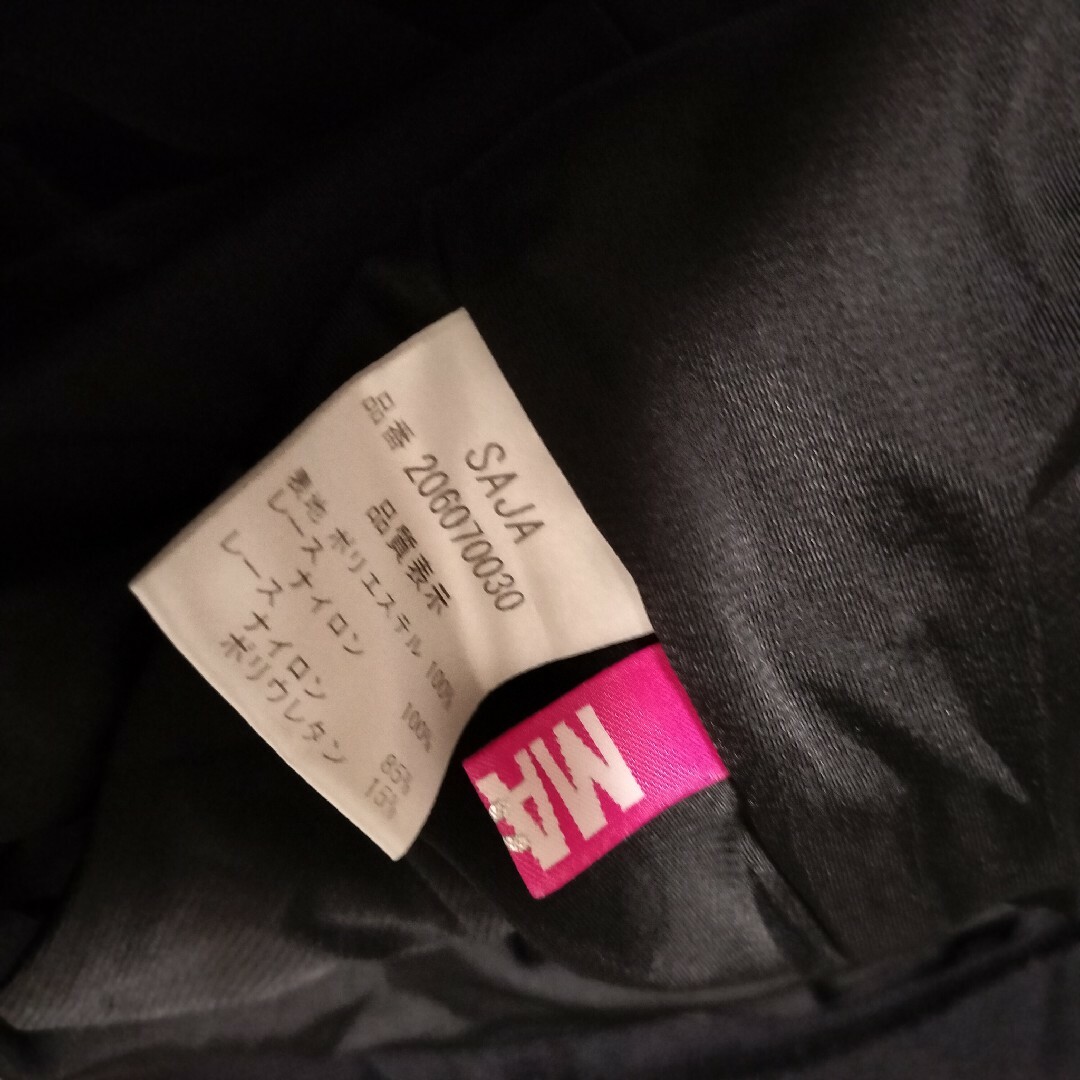 SAJA
品番 206070030
品質表示
表地 ポリエステル 100%
レース ナイロン 100%
レース ナイロン 85%
ポリウレタン 15%
MA